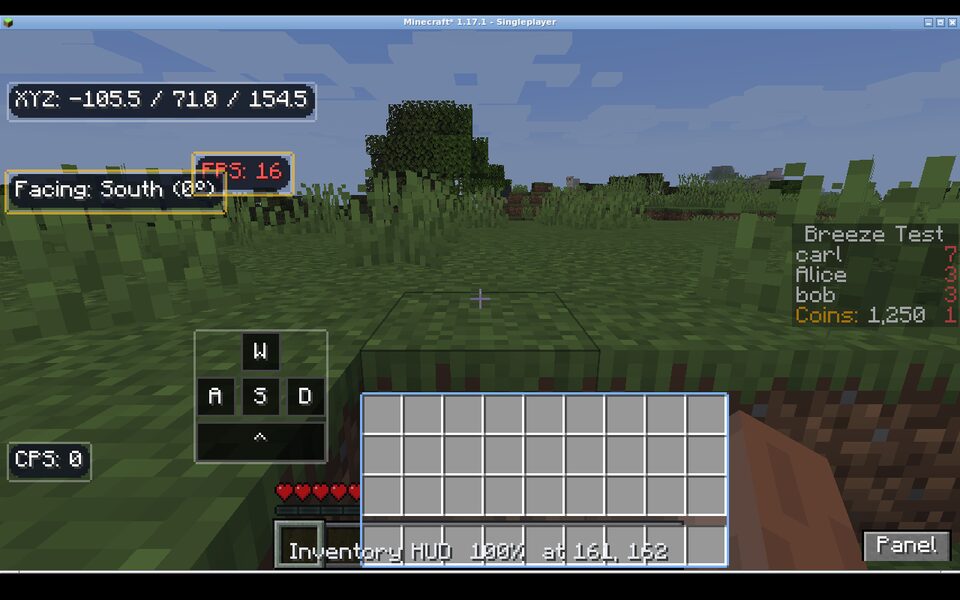 Minecraft* 1.17.1 - Singleplayer
XYZ: -105.5 / 71.0 / 154.5
FPS: 16
Facing: South (0°)
Breeze Test
carl 7
Alice 3
bob 3
Coins: 1,250 1
W
A S D
^
CPS: 0
Inventory HUD 100% at 161, 162
Panel